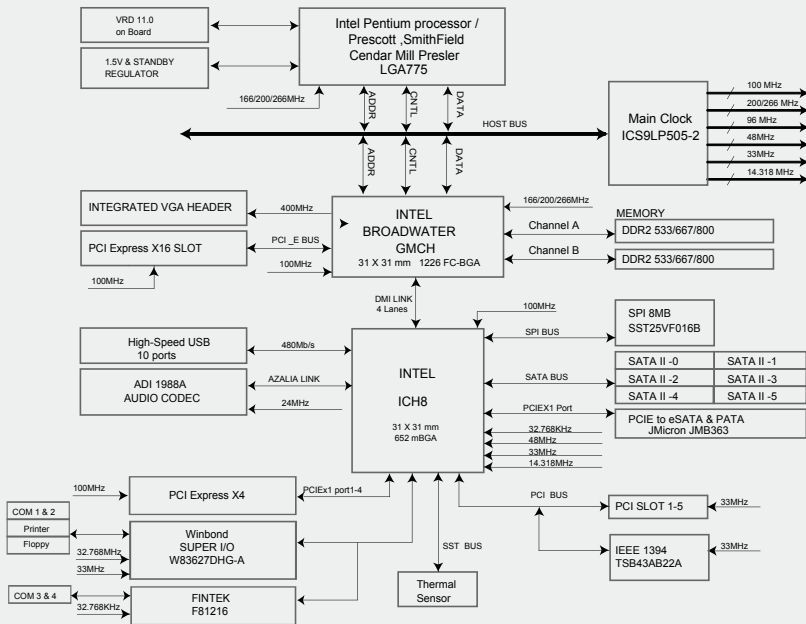 VRD 11.0
on Board
1.5V & STANDBY
REGULATOR
Intel Pentium processor /
Prescott ,SmithField
Cendar Mill Presler
LGA775
166/200/266MHz
ADDR
CNTL
DATA
HOST BUS
Main Clock
ICS9LP505-2
100 MHz
200/266 MHz
96 MHz
48MHz
33MHz
14.318 MHz
ADDR
CNTL
DATA
INTEGRATED VGA HEADER
400MHz
PCI Express X16 SLOT
PCI _E BUS
100MHz
100MHz
INTEL
BROADWATER
GMCH
31 X 31 mm 1226 FC-BGA
166/200/266MHz
Channel A
Channel B
MEMORY
DDR2 533/667/800
DDR2 533/667/800
DMI LINK
4 Lanes
100MHz
High-Speed USB
10 ports
480Mb/s
ADI 1988A
AUDIO CODEC
AZALIA LINK
24MHz
INTEL
ICH8
31 X 31 mm
652 mBGA
SPI BUS
SPI 8MB
SST25VF016B
SATA BUS
SATA II -0 SATA II -1
SATA II -2 SATA II -3
SATA II -4 SATA II -5
PCIEX1 Port
PCIE to eSATA & PATA
JMicron JMB363
32.768KHz
48MHz
33MHz
14.318MHz
100MHz
PCI Express X4
PCIEx1 port1-4
COM 1 & 2
Printer
Floppy
32.768MHz
33MHz
Winbond
SUPER I/O
W83627DHG-A
COM 3 & 4
32.768KHz
FINTEK
F81216
SST BUS
Thermal
Sensor
PCI BUS
PCI SLOT 1-5
33MHz
IEEE 1394
TSB43AB22A
33MHz